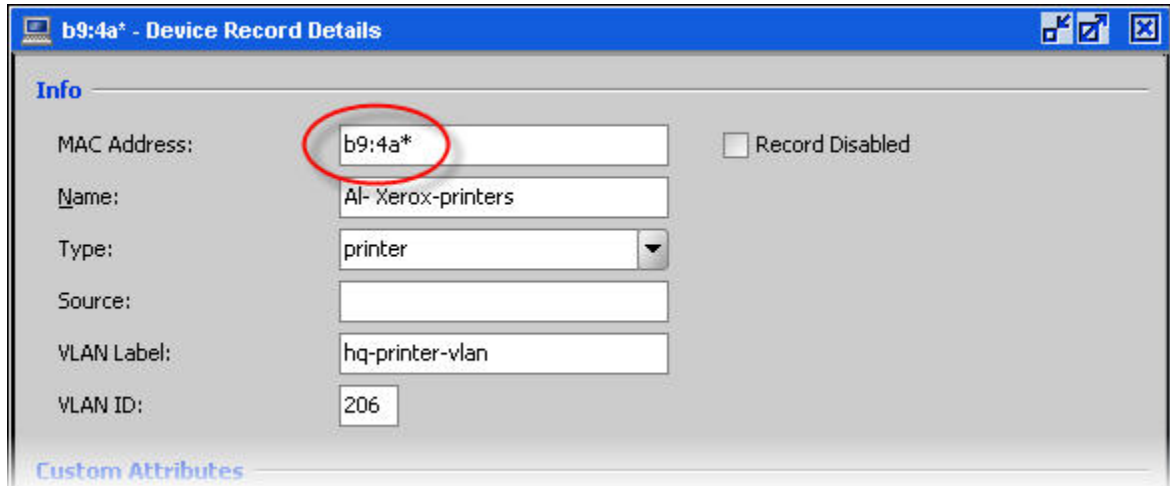 b9:4a* - Device Record Details
Info
MAC Address: b9:4a* Record Disabled
Name: Al- Xerox-printers
Type: printer
Source:
VLAN Label: hq-printer-vlan
VLAN ID: 206
Custom Attributes